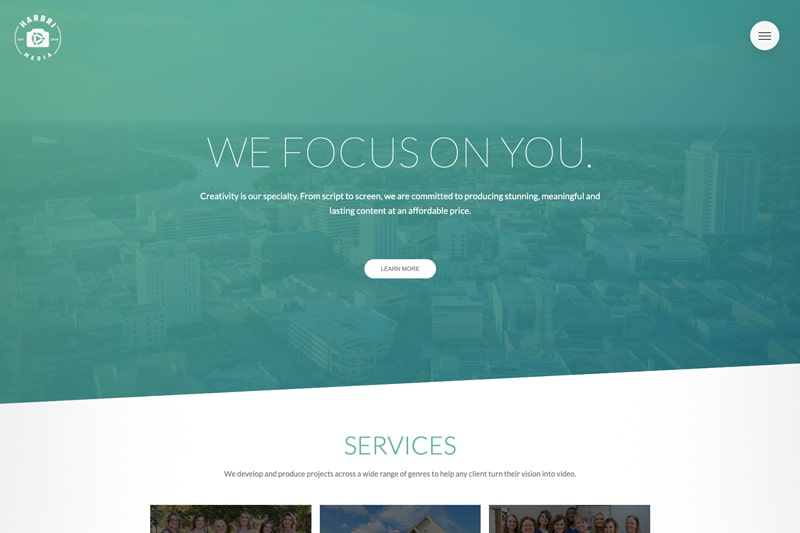 HARBRI
MEDIA
WE FOCUS ON YOU.
Creativity is our specialty. From script to screen, we are committed to producing stunning, meaningful and
lasting content at an affordable price.
LEARN MORE
SERVICES
We develop and produce projects across a wide range of genres to help any client turn their vision into video.